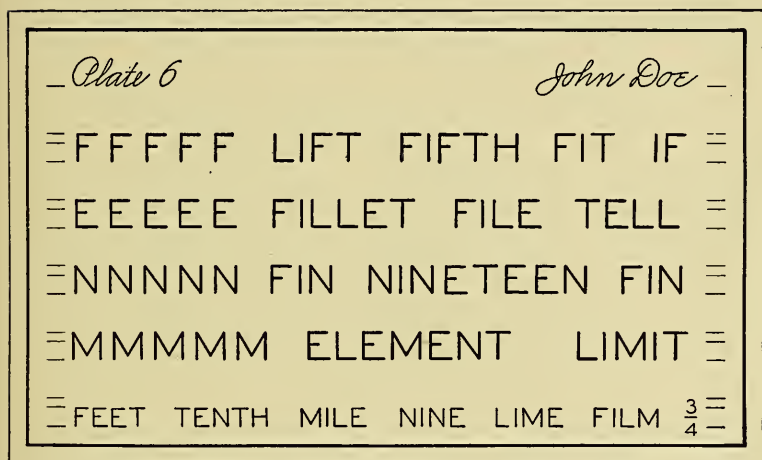 Plate 6 John Doe
FFFFF LIFT FIFTH FIT IF
EEEEE FILLET FILE TELL
NNNNN FIN NINETEEN FIN
MMMMM ELEMENT LIMIT
FEET TENTH MILE NINE LIME FILM 3/4